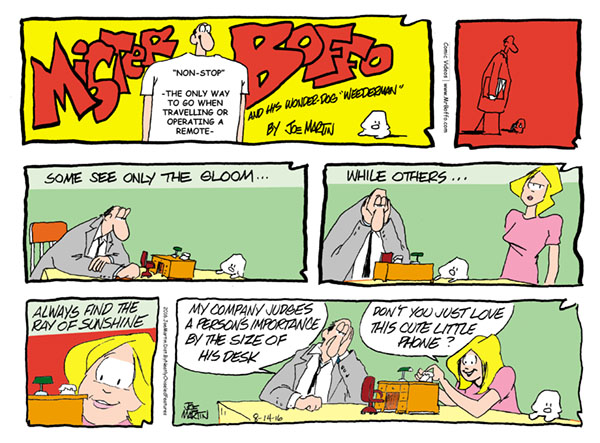 MISTER BOFFO
"NON-STOP"
-THE ONLY WAY
TO GO WHEN
TRAVELLING OR
OPERATING A
REMOTE-
AND HIS WONDER-DOG "WEEDERMAN"
BY JOE MARTIN
Comic Videos | www.MrBoffo.com
SOME SEE ONLY THE GLOOM...
WHILE OTHERS...
ALWAYS FIND THE
RAY OF SUNSHINE
MY COMPANY JUDGES
A PERSON'S IMPORTANCE
BY THE SIZE OF
HIS DESK
DON'T YOU JUST LOVE
THIS CUTE LITTLE
PHONE?
JOE
MARTIN
8-14-16